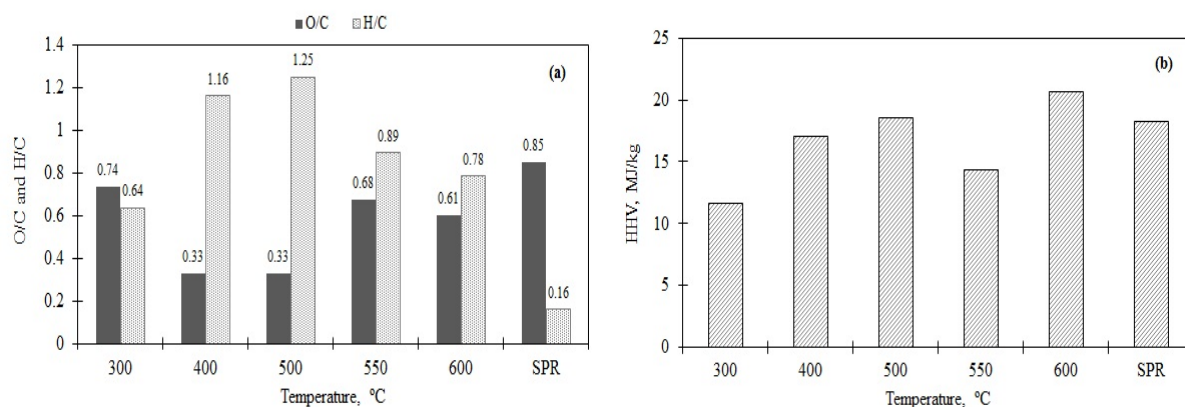 O/C H/C
(a)
O/C and H/C
1.4
1.2
1
0.8
0.6
0.4
0.2
0
0.74
0.64
0.33
1.16
0.33
1.25
0.68
0.89
0.61
0.78
0.85
0.16
300 400 500 550 600 SPR
Temperature, ºC
(b)
HHV, MJ/kg
25
20
15
10
5
0
300 400 500 550 600 SPR
Temperature, ºC